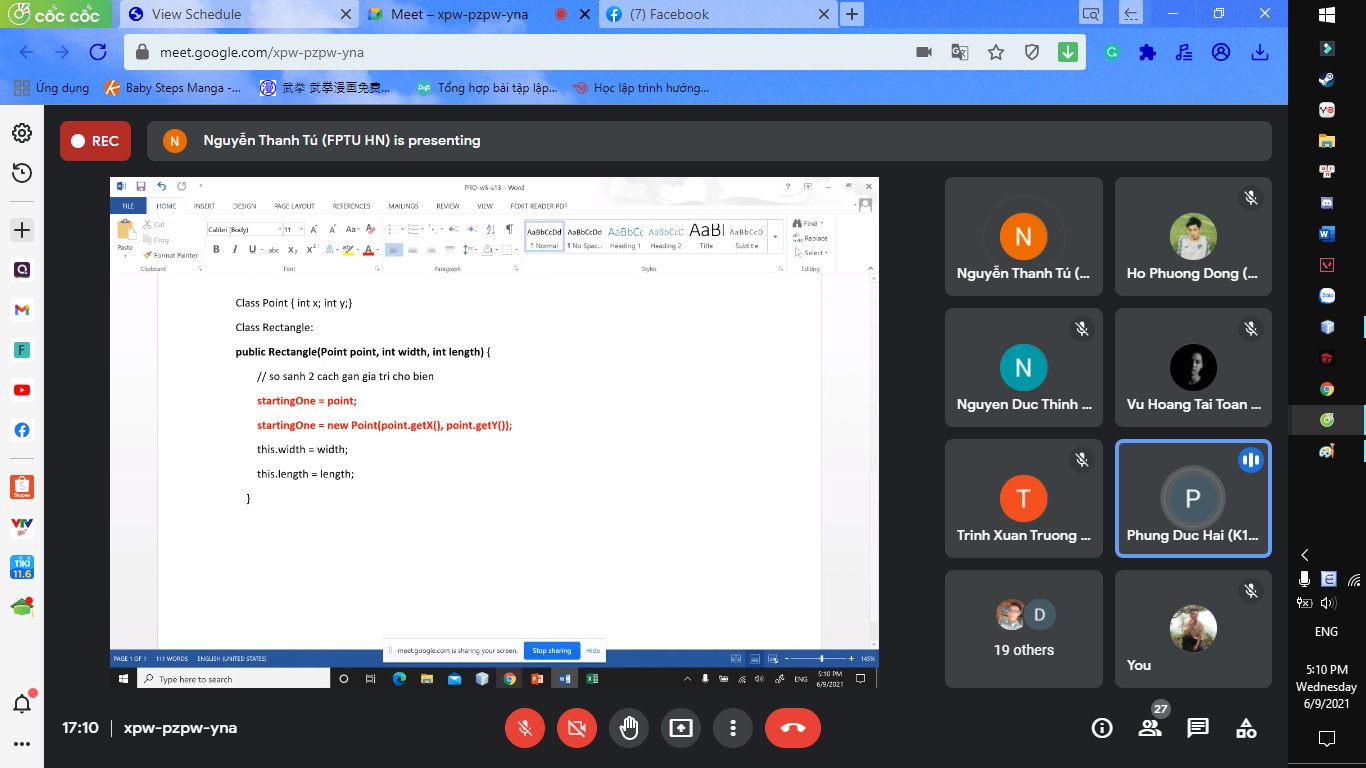 cốc cốc
View Schedule
Meet – xpw-pzpw-yna
(7) Facebook
meet.google.com/xpw-pzpw-yna
Ứng dụng
Baby Steps Manga -...
武拳 武拳漫画免费...
Tổng hợp bài tập lập...
Học lập trình hướng...
REC
N
Nguyễn Thanh Tú (FPTU HN) is presenting
PRO-w5-s13 - Word
FILE HOME INSERT DESIGN PAGE LAYOUT REFERENCES MAILINGS REVIEW VIEW FOXIT READER PDF
Paste
Cut
Copy
Format Painter
Clipboard
Calibri (Body) 11
Font
Paragraph
AaBbCcDd AaBbCcDd AaBbCc AaBbCcC AaBl AaBbCcD
¶ Normal ¶ No Spac... Heading 1 Heading 2 Title Subtitle
Styles
Find
Replace
Select
Editing
Class Point { int x; int y;}
Class Rectangle:
public Rectangle(Point point, int width, int length) {
// so sanh 2 cach gan gia tri cho bien
startingOne = point;
startingOne = new Point(point.getX(), point.getY());
this.width = width;
this.length = length;
}
meet.google.com is sharing your screen. Stop sharing Hide
PAGE 1 OF 1 111 WORDS ENGLISH (UNITED STATES)
145%
Type here to search
ENG
5:10 PM
6/9/2021
N
Nguyễn Thanh Tú (...
Ho Phuong Dong (...
N
Nguyen Duc Thinh ...
Vu Hoang Tai Toan ...
T
Trinh Xuan Truong ...
P
Phung Duc Hai (K1...
D
19 others
You
17:10 | xpw-pzpw-yna
27
Shopee
VTV
go
TIKI
11.6
Zalo
ENG
5:10 PM
Wednesday
6/9/2021